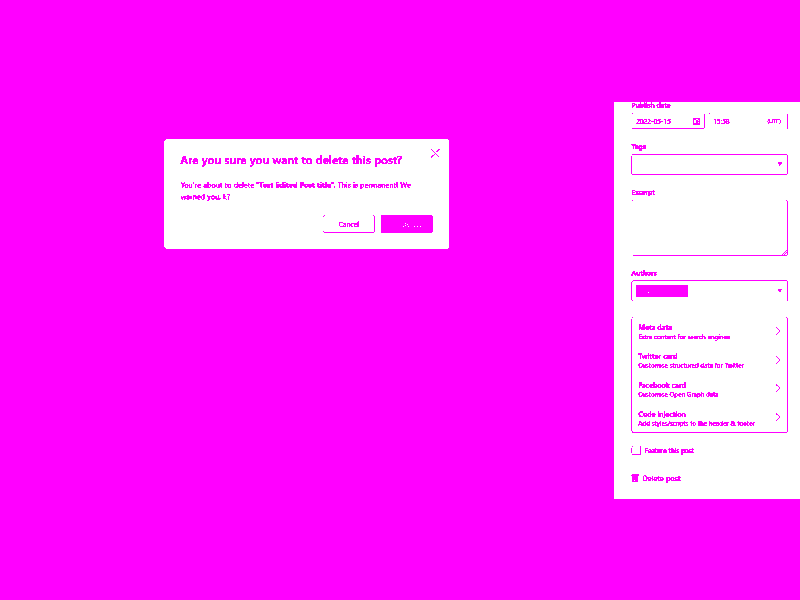 Are you sure you want to delete this post?
You're about to delete "Test Edited Post title". This is permanent! We
warned you, k?
Cancel
Publish date
2022-05-15
15:38
(UTC)
Tags
Excerpt
Authors
Meta data
Extra content for search engines
Twitter card
Customise structured data for Twitter
Facebook card
Customise Open Graph data
Code injection
Add styles/scripts to the header & footer
Feature this post
Delete post